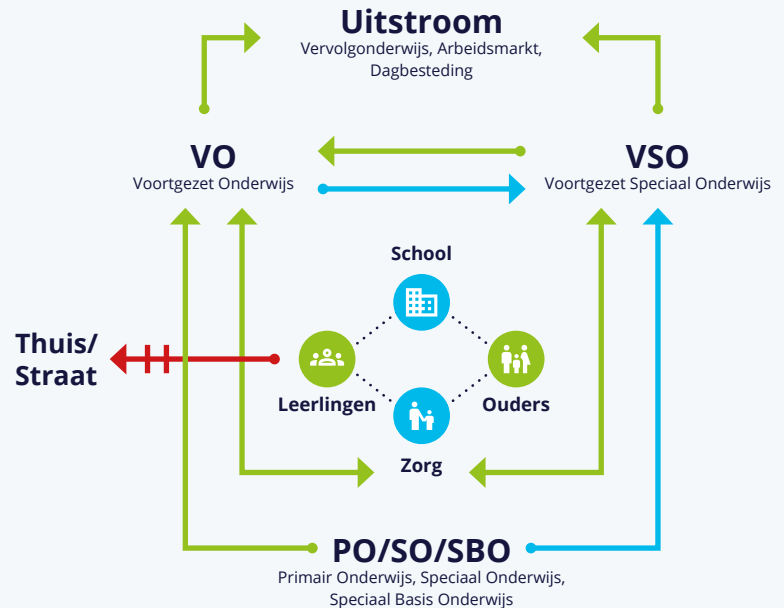 Uitstroom
Vervolgonderwijs, Arbeidsmarkt,
Dagbesteding
VO
Voortgezet Onderwijs
VSO
Voortgezet Speciaal Onderwijs
School
Thuis/
Straat
Leerlingen
Ouders
Zorg
PO/SO/SBO
Primair Onderwijs, Speciaal Onderwijs,
Speciaal Basis Onderwijs